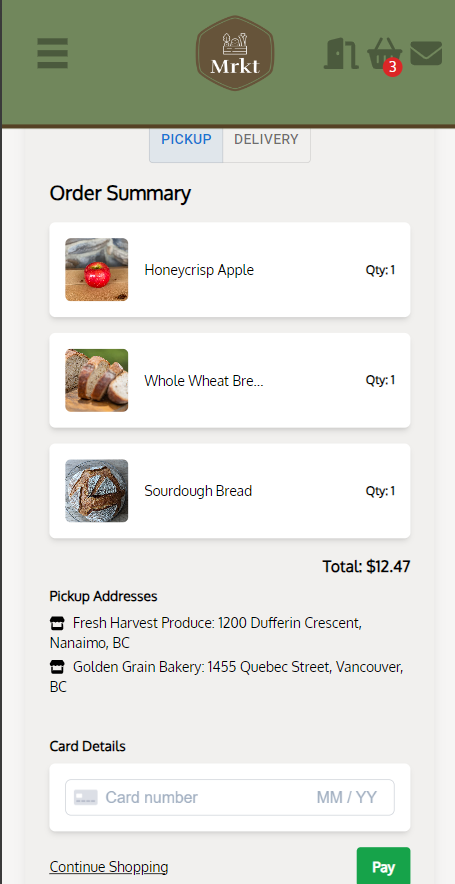 Mrkt
3
PICKUP DELIVERY
Order Summary
Honeycrisp Apple Qty: 1
Whole Wheat Bre... Qty: 1
Sourdough Bread Qty: 1
Total: $12.47
Pickup Addresses
Fresh Harvest Produce: 1200 Dufferin Crescent,
Nanaimo, BC
Golden Grain Bakery: 1455 Quebec Street, Vancouver,
BC
Card Details
Card number MM / YY
Continue Shopping Pay